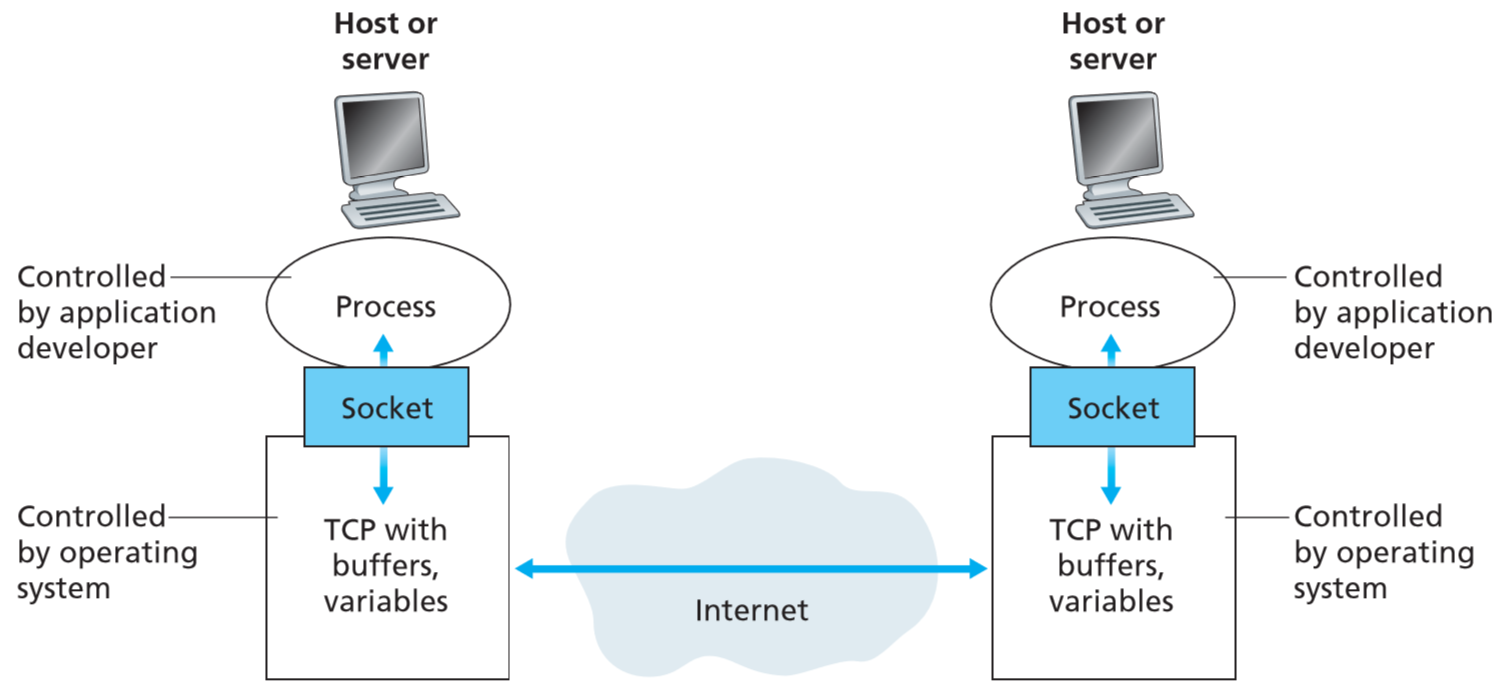 Host or
server
Host or
server
Controlled
by application
developer
Process
Process
Controlled
by application
developer
Socket
Socket
Controlled
by operating
system
TCP with
buffers,
variables
Internet
TCP with
buffers,
variables
Controlled
by operating
system